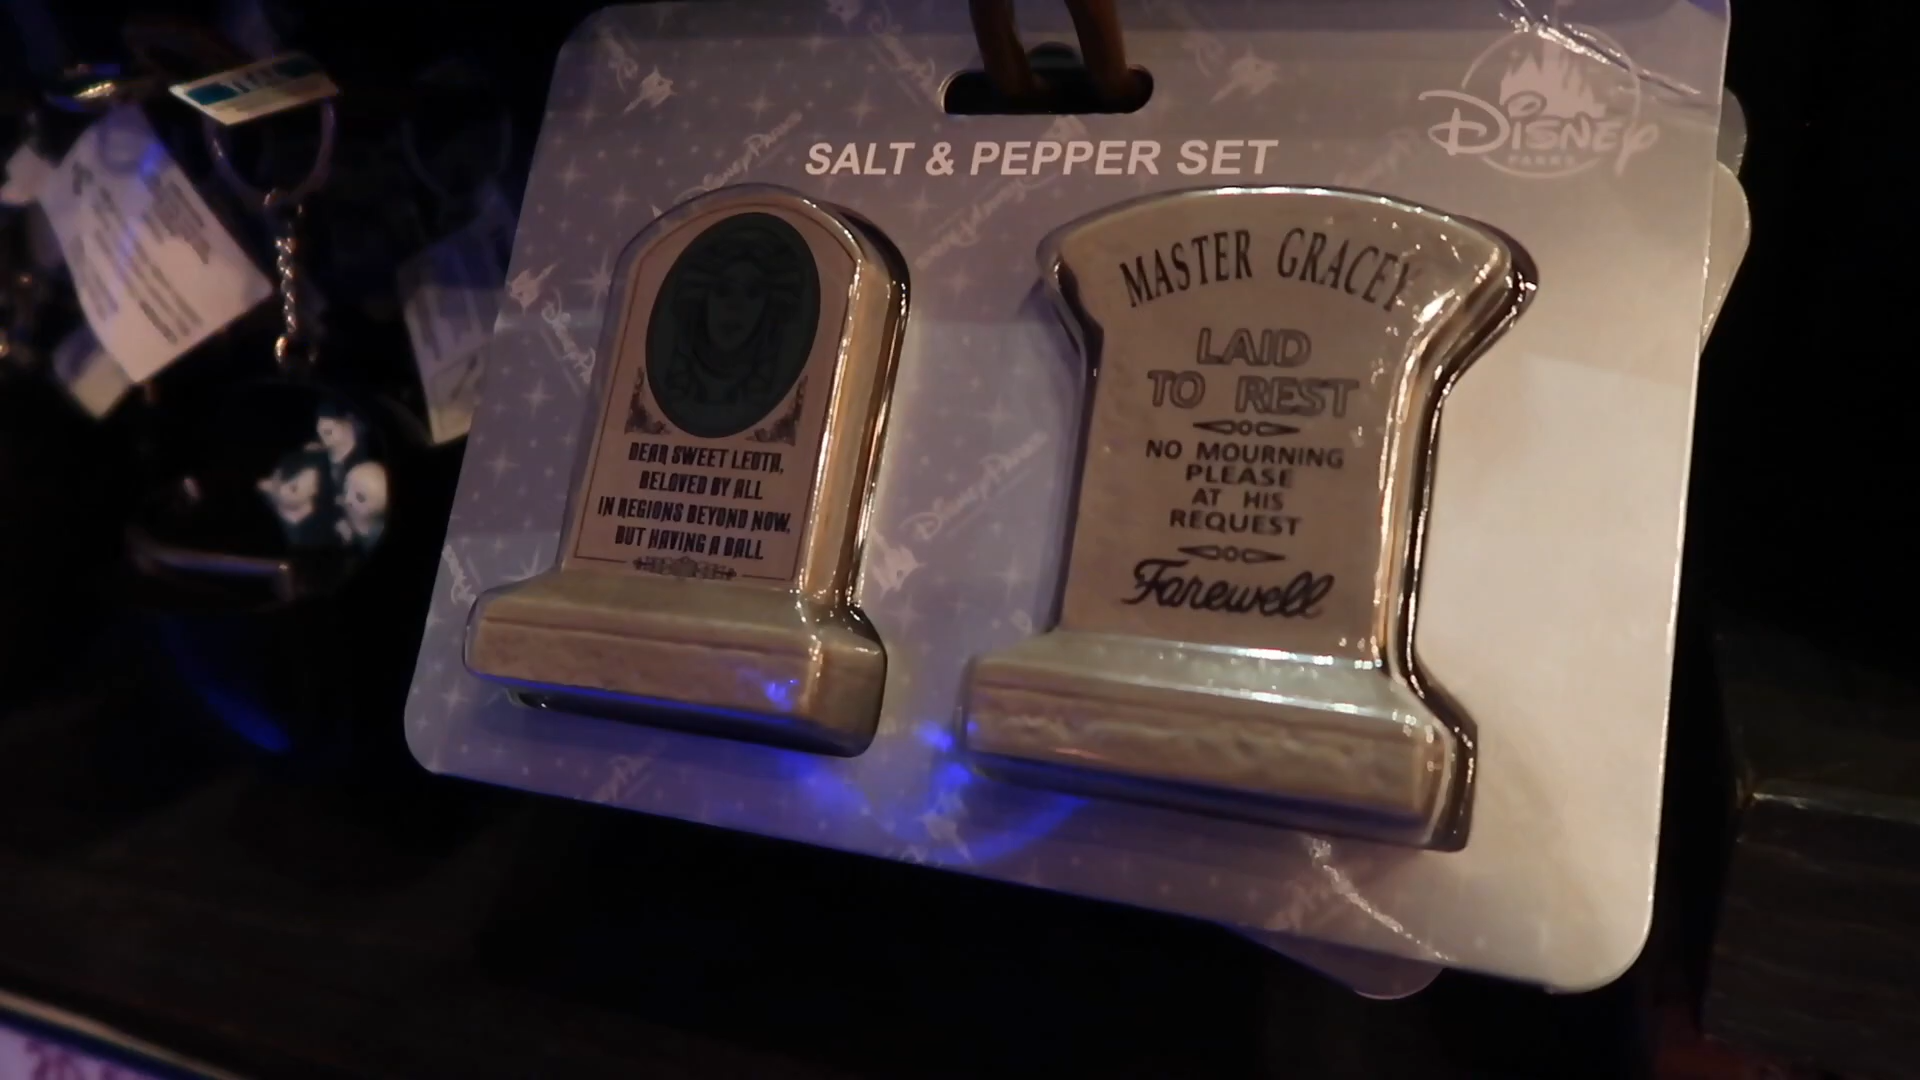 SALT & PEPPER SET
DISNEY
PARKS
DEAR SWEET LEOTA,
BELOVED BY ALL
IN REGIONS BEYOND NOW,
BUT HAVING A BALL
MASTER GRACEY
LAID
TO REST
NO MOURNING
PLEASE
AT HIS
REQUEST
Farewell